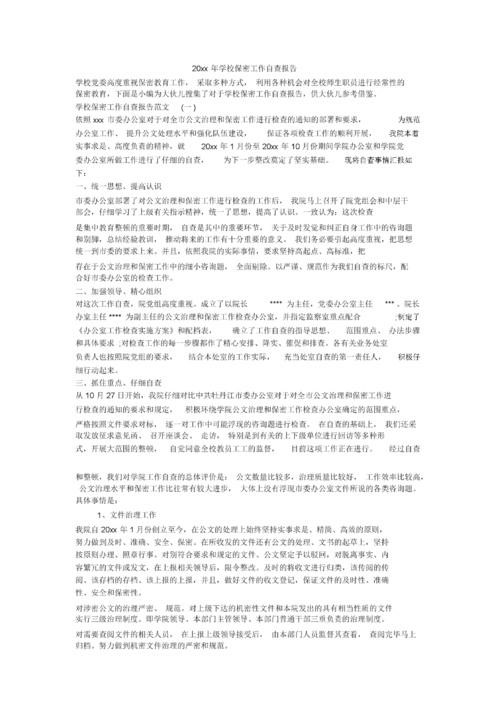 20xx 年学校保密工作自查报告
学校党委高度重视保密教育工作， 采取多种方式， 利用各种机会对全校师生职员进行经常性的
保密教育，下面是小编为大伙儿搜集了对于学校保密工作自查报告，供大伙儿参考借鉴。
学校保密工作自查报告范文 (一)
依照 xxx 市委办公室对于对全市公文治理和保密工作进行检查的通知的部署和要求， 为规范
办公室工作、 提升公文处理水平和强化队伍建设， 保证各项检查工作的顺利开展， 我院本着
实事求是、高度负责的精神，就 20xx 年 1 月份至 20xx 年 10 月份期间学院办公室和学院党
委办公室所做工作进行了仔细的自查， 为下一步整改奠定了坚实基础。 现将自查事情汇报如
下：
一、统一思想、提高认识
市委办公室部署了对公文治理和保密工作进行检查的工作后， 我院马上召开了院党组会和中层干
部会，仔细学习了上级有关指示精神，统一了思想，提高了认识。一致认为：这次检查
是集中教育整顿的重要时期， 自查是其中的重要环节， 关于及时发觉和纠正自身工作中的咨询题
和别脚，总结经验教训， 推动将来的工作有十分重要的意义。 我们务必要引起高度重视，把思想
统一到市委的要求上来。并且，依照我院的实际事情，要求坚持高起点、高标准，把
存在于公文治理和保密工作中的细小咨询题， 全面剔除。以严谨、规范作为我们自查的标尺，配
合好市委办公室的检查工作。
二、加强领导、精心组织
对这次工作自查，院党组高度重视。成立了以院长 **** 为主任，党委办公室主任 *** 、院长
办室主任 **** 为副主任的公文治理和保密工作检查办公室，并指定监察室重点配合 ;制定了
《办公室工作检查实施方案》和配档表， 确立了工作自查的指导思想、 范围重点、 办法步骤
和具体要求 ;对检查工作的每一步骤都作了精心安排、降实、催促和排查。各有关业务处室
负责人也按照院党组的要求， 结合本处室的工作实际， 充当处室自查的第一责任人， 积极仔
细行动起来。
三、抓住重点、仔细自查
从 10 月 27 日开始，我院仔细对比中共牡丹江市委办公室对于对全市公文治理和保密工作进
行检查的通知的要求和规定， 积极环绕学院公文治理和保密工作检查办公室确定的范围重点，
严格按照文件要求对标， 逐一对工作中可能浮现的咨询题进行检查。 在自查的基础上， 我们还采
取发放征求意见函、 召开座谈会、 走访， 特别是到有关的上下级单位进行回访等多种形
式，开展大范围的整顿， 自觉同意全校教员工工的监督， 目前这项工作正在进行。 经过自查
和整顿，我们对学院工作自查的总体评价是： 公文数量比较多，治理质量比较好， 工作效率比较高，
公文治理水平和保密工作比往常有较大进步， 大体上没有浮现市委办公室文件所说的各类咨询题。
具体事情是：
1、文件治理工作
我院自 20xx 年 1 月份创立至今，在公文的处理上始终坚持实事求是、精简、高效的原则，
努力做到及时、准确、安全、保密。在所收发的文件还有公文的处理、文书的起草上，坚持
按原则办理、照章行事。对别符合要求和规定的文件、公文坚定予以驳回，对脱离事实、内
容繁冗的文件或发文，在上报相关领导后，限令整改。及时的将收文进行归类，该传阅的传
阅、该存档的存档、该上报的上报，并且，做好文件的收文登记，保证文件的及时性、准确
性、安全和保密性。
对涉密公文的治理严密、 规范。对上级下达的机密性文件和本院发出的具有相当性质的文件
实行三级治理制度。即学院领导、本部门主管领导、本部门普通干部三重负责的治理制度。
对需要查阅文件的相关人员， 在上报上级领导接受后， 由本部门人员监督其查看， 查阅完毕马上
归档。努力做到机密文件治理的严密和规范。